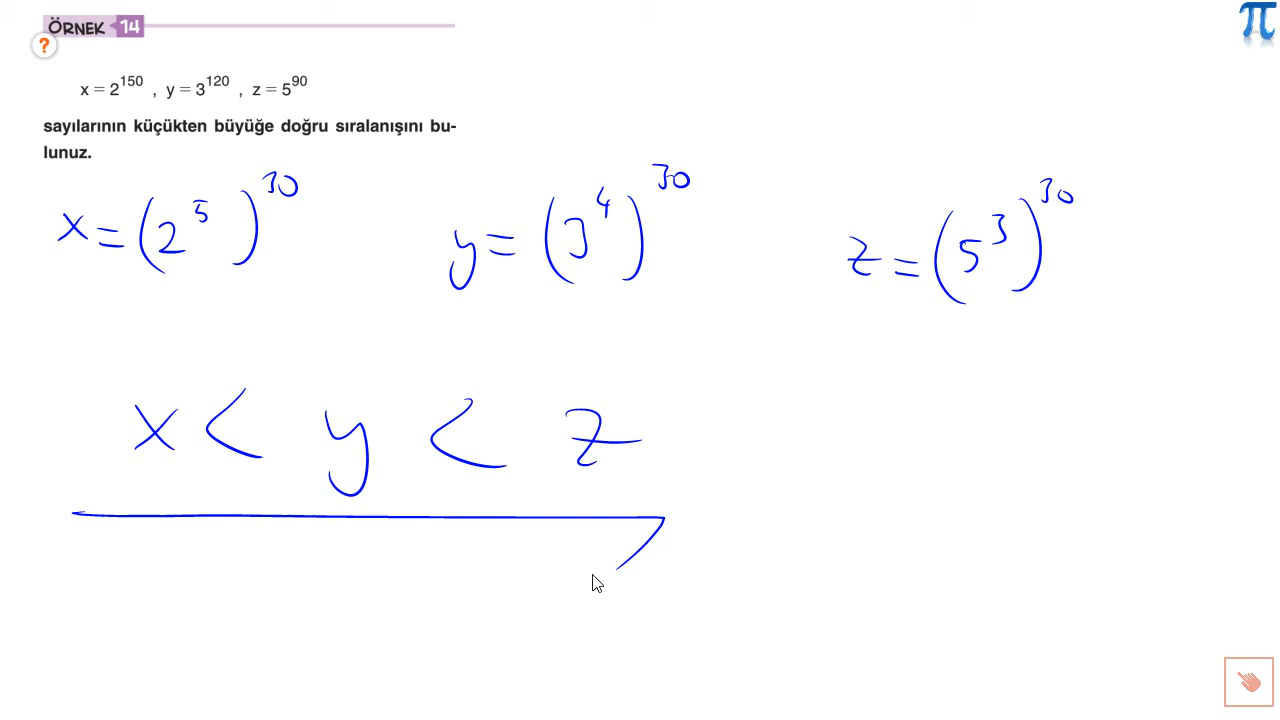 ÖRNEK 14
?
π
x = 2^150 , y = 3^120 , z = 5^90
sayılarının küçükten büyüğe doğru sıralanışını bu-
lunuz.
x = (2^5)^30 y = (3^4)^30 z = (5^3)^30
x < y < z